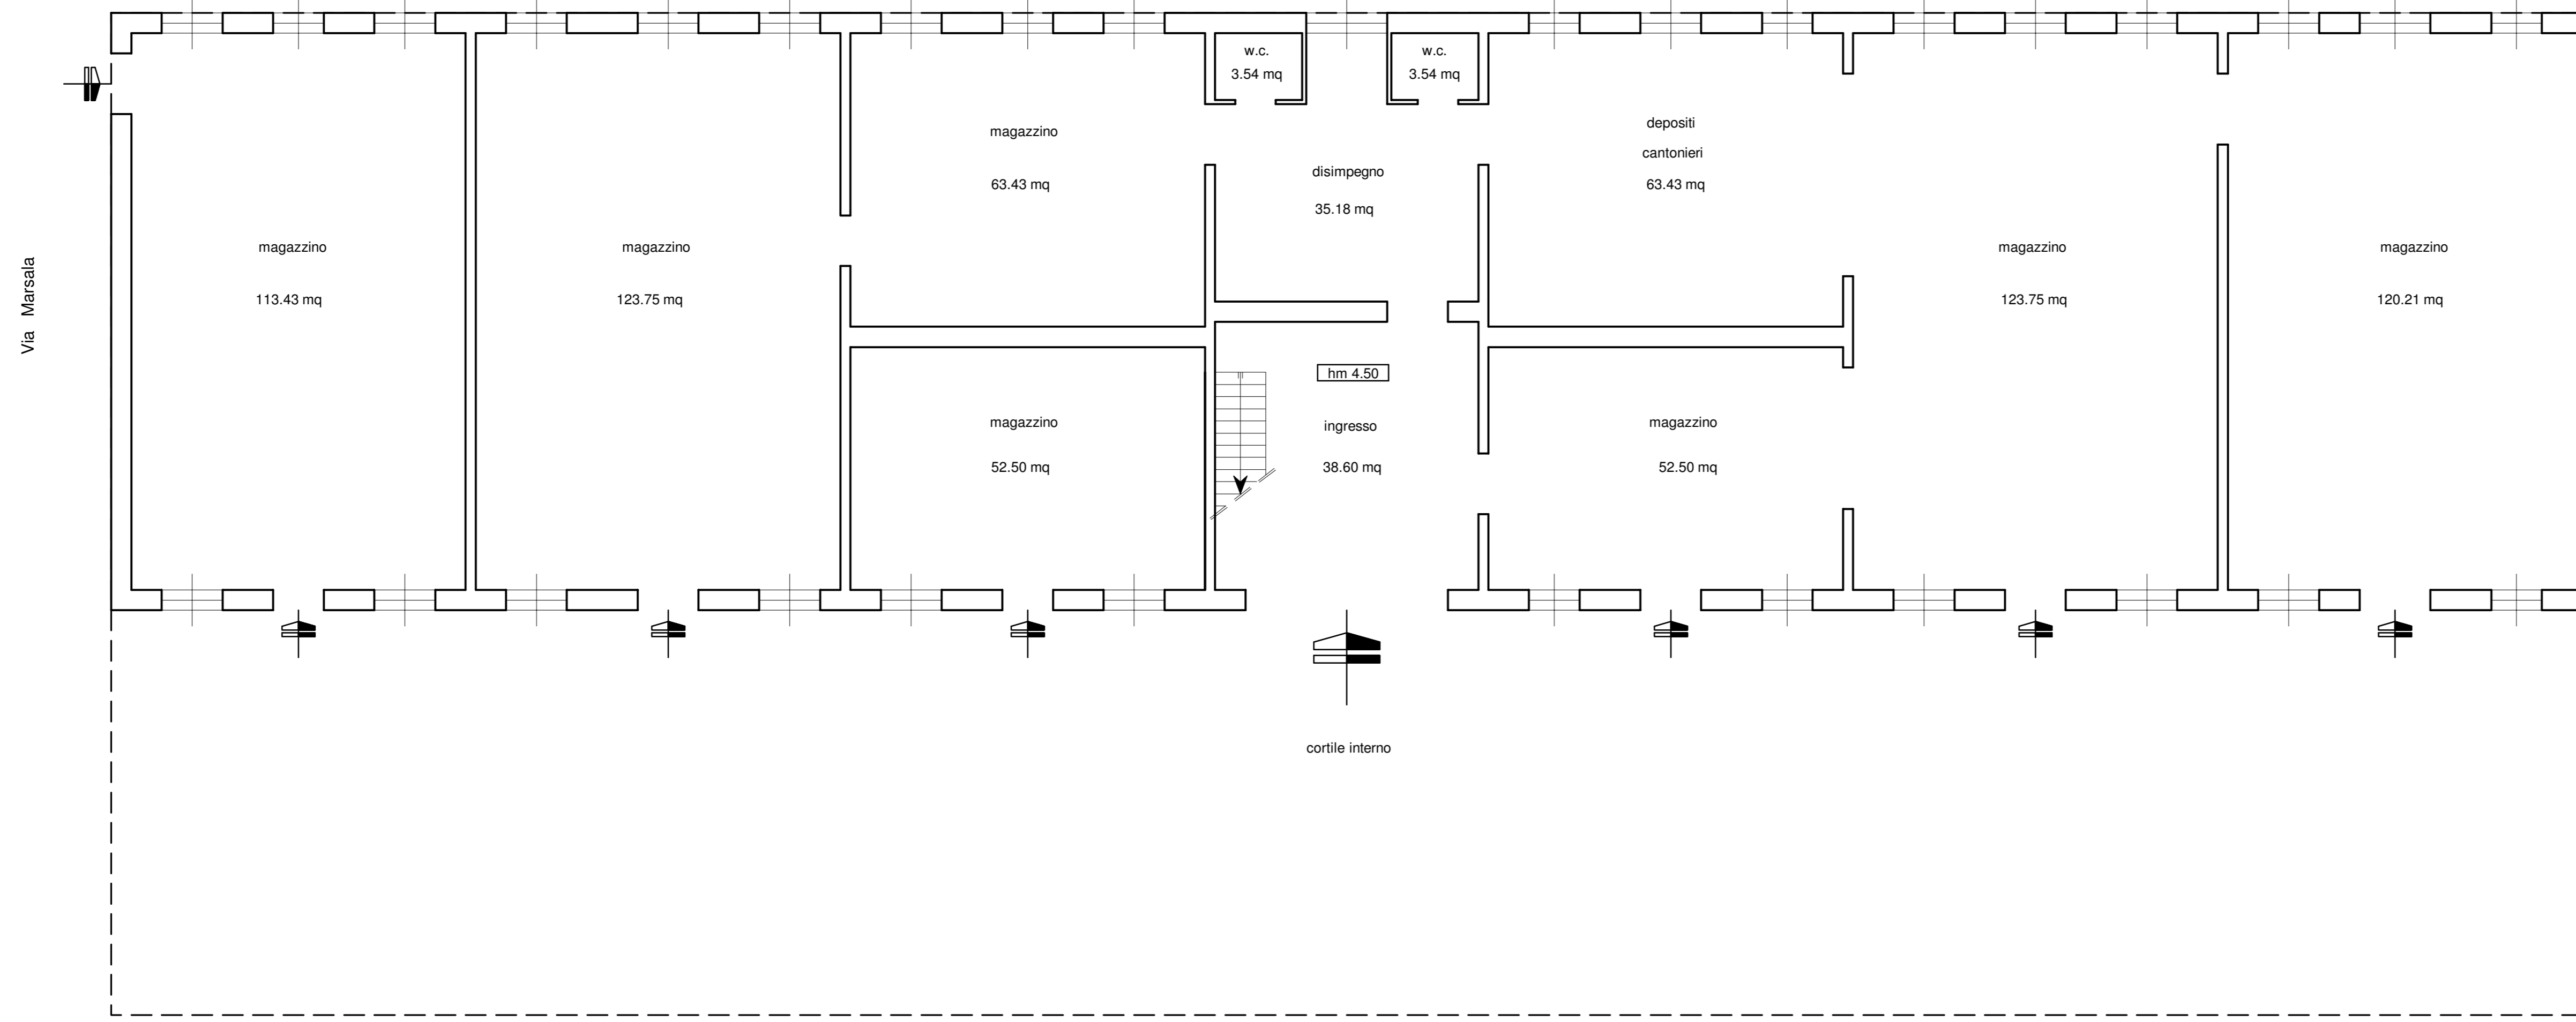 w.c.
3.54 mq
w.c.
3.54 mq
magazzino
63.43 mq
depositi
cantonieri
63.43 mq
disimpegno
35.18 mq
Via Marsala
magazzino
113.43 mq
magazzino
123.75 mq
magazzino
123.75 mq
magazzino
120.21 mq
hm 4.50
magazzino
52.50 mq
ingresso
38.60 mq
magazzino
52.50 mq
cortile interno